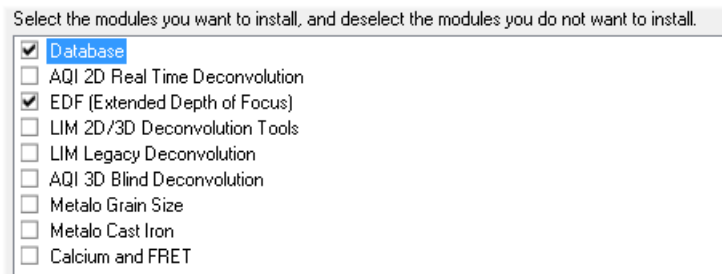 Select the modules you want to install, and deselect the modules you do not want to install.
Database
AQI 2D Real Time Deconvolution
EDF (Extended Depth of Focus)
LIM 2D/3D Deconvolution Tools
LIM Legacy Deconvolution
AQI 3D Blind Deconvolution
Metalo Grain Size
Metalo Cast Iron
Calcium and FRET